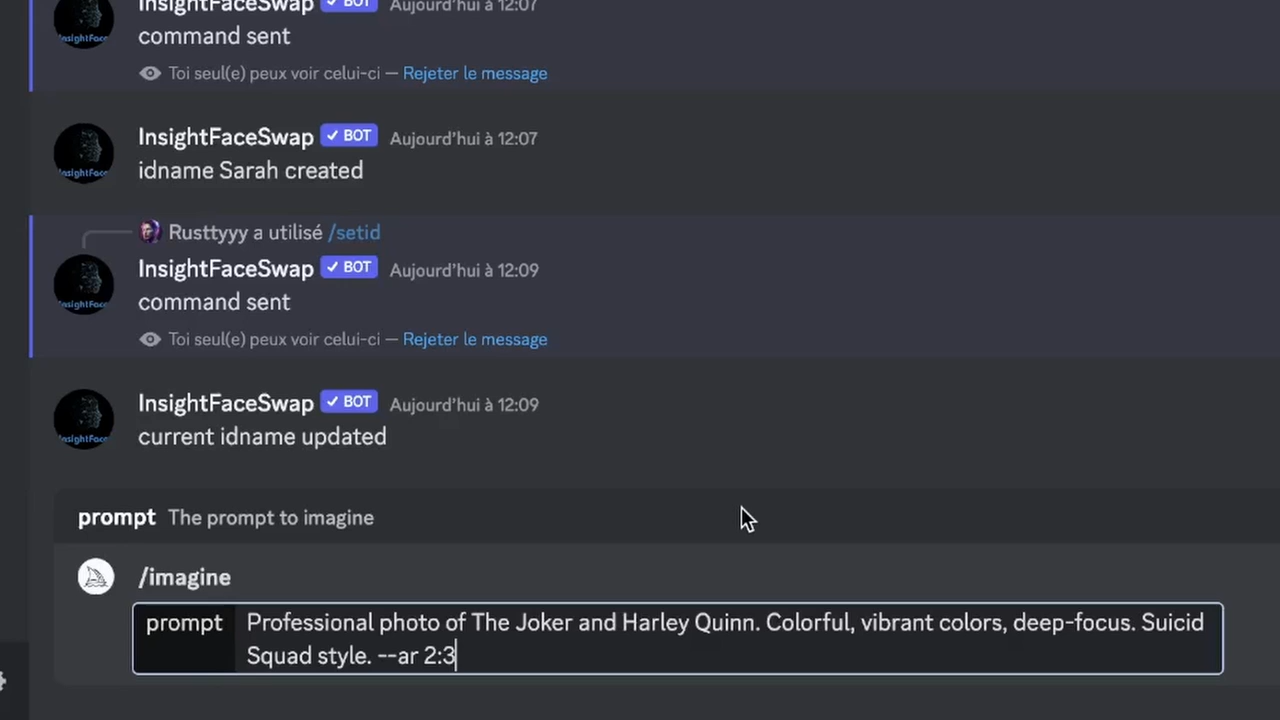 InsightFaceSwap ✓ BOT Aujourd'hui à 12:07
command sent
Toi seul(e) peux voir celui-ci — Rejeter le message
InsightFaceSwap ✓ BOT Aujourd'hui à 12:07
idname Sarah created
Rusttyyy a utilisé /setid
InsightFaceSwap ✓ BOT Aujourd'hui à 12:09
command sent
Toi seul(e) peux voir celui-ci — Rejeter le message
InsightFaceSwap ✓ BOT Aujourd'hui à 12:09
current idname updated
prompt The prompt to imagine
/imagine
prompt Professional photo of The Joker and Harley Quinn. Colorful, vibrant colors, deep-focus. Suicid
Squad style. --ar 2:3